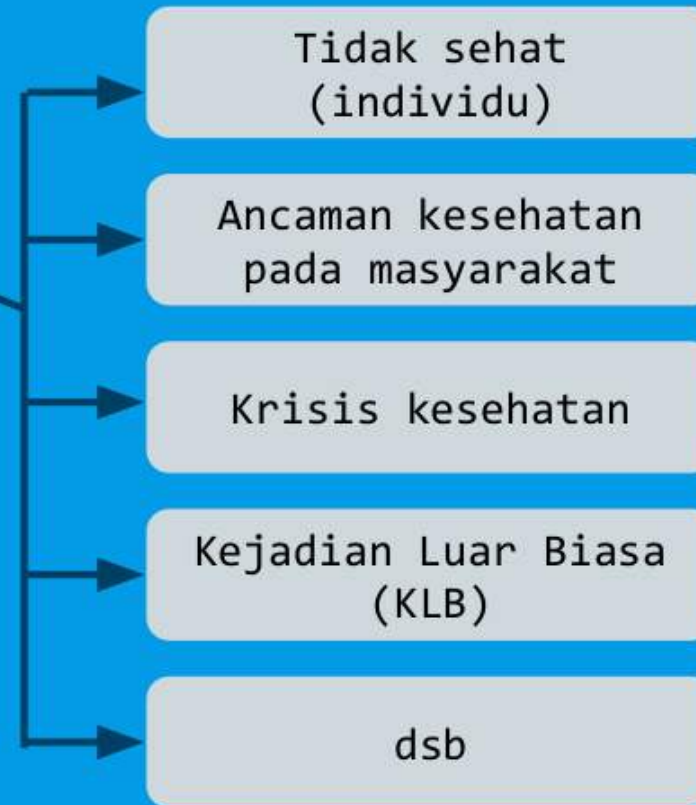 Tidak sehat
(individu)
Ancaman kesehatan
pada masyarakat
Krisis kesehatan
Kejadian Luar Biasa
(KLB)
dsb